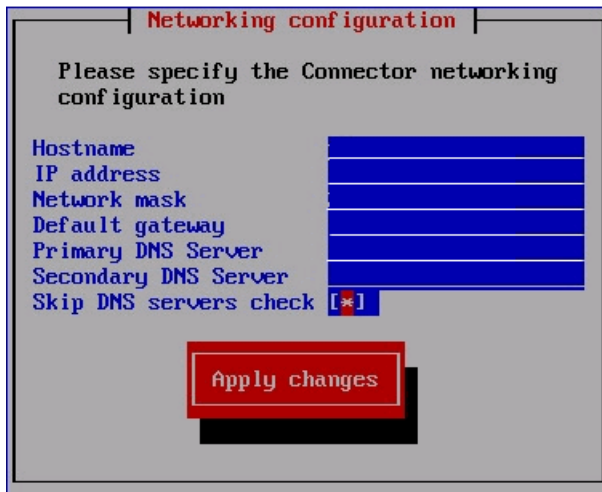 Networking configuration
Please specify the Connector networking
configuration
Hostname
IP address
Network mask
Default gateway
Primary DNS Server
Secondary DNS Server
Skip DNS servers check [*]
Apply changes